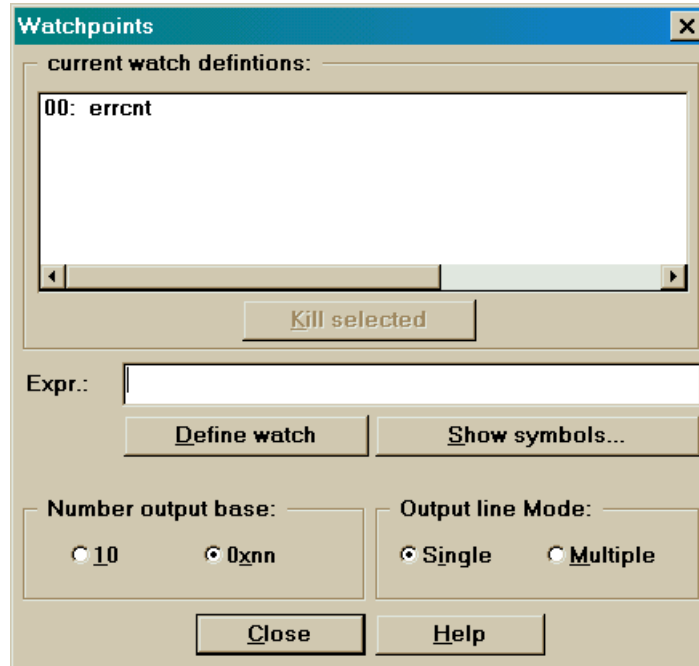 Watchpoints
current watch defintions:
00: errcnt
Kill selected
Expr.:
Define watch Show symbols...
Number output base: Output line Mode:
10 0xnn Single Multiple
Close Help